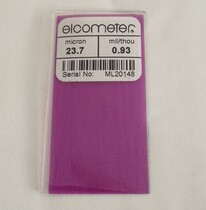 elcometer®
micron mil/thou
23.7 0.93
Serial No: ML20148